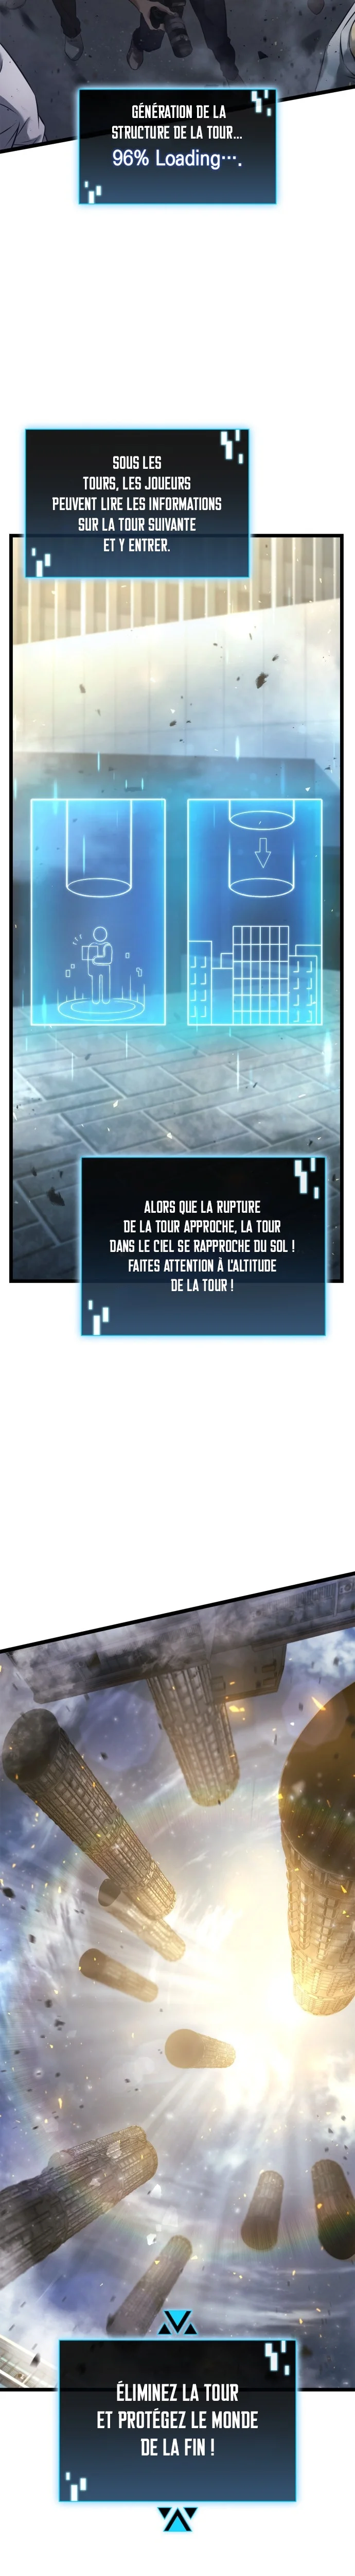 GÉNÉRATION DE LA
STRUCTURE DE LA TOUR...
96% Loading···.
SOUS LES
TOURS, LES JOUEURS
PEUVENT LIRE LES INFORMATIONS
SUR LA TOUR SUIVANTE
ET Y ENTRER.
ALORS QUE LA RUPTURE
DE LA TOUR APPROCHE, LA TOUR
DANS LE CIEL SE RAPPROCHE DU SOL !
FAITES ATTENTION À L'ALTITUDE
DE LA TOUR !
ÉLIMINEZ LA TOUR
ET PROTÉGEZ LE MONDE
DE LA FIN !